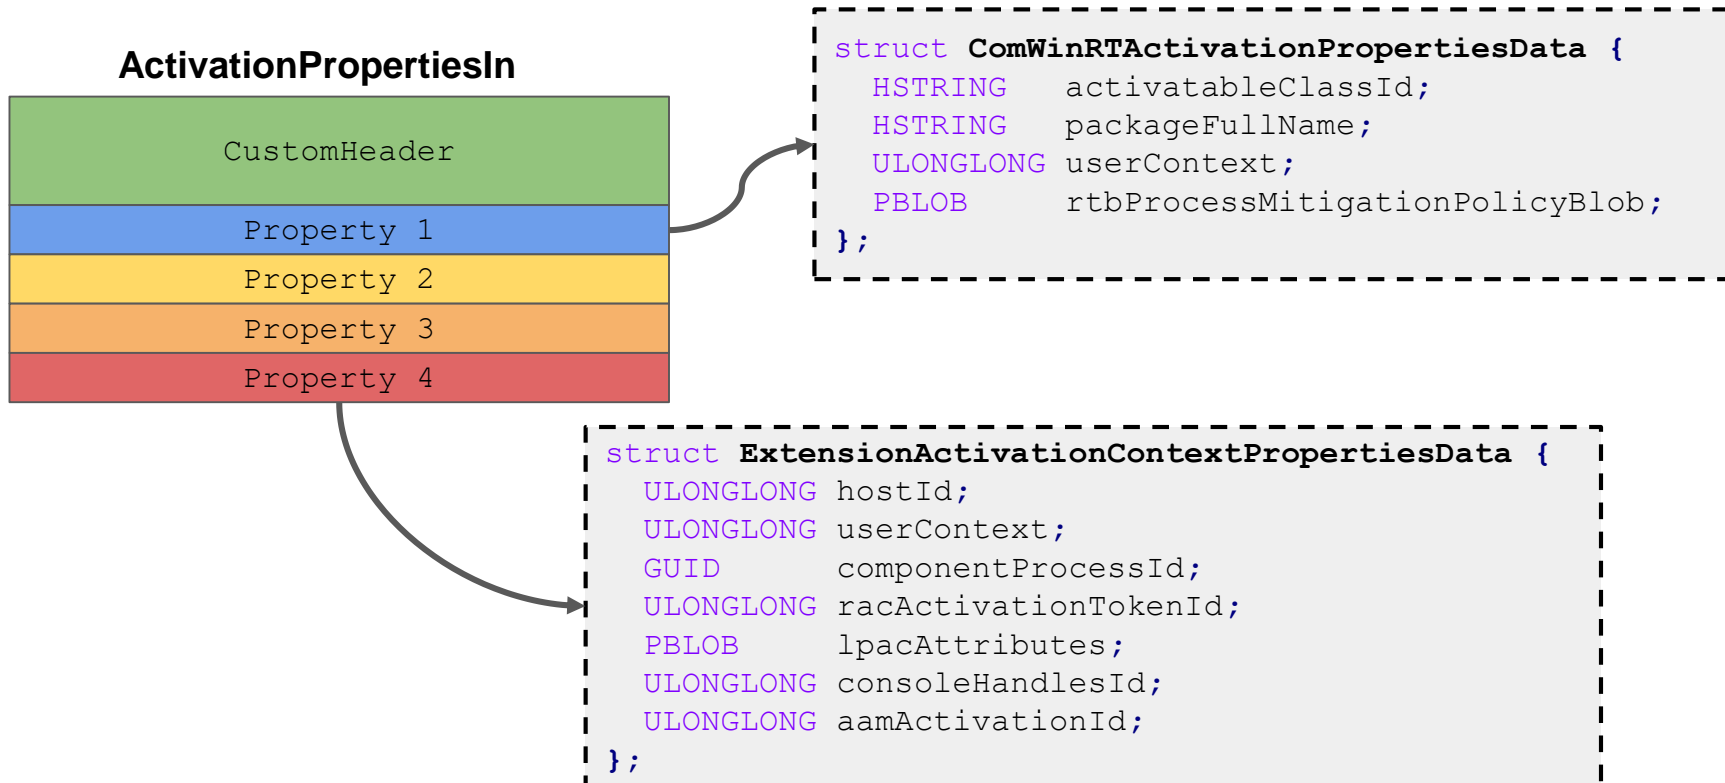 ActivationPropertiesIn
CustomHeader
Property 1
Property 2
Property 3
Property 4
struct ComWinRTActivationPropertiesData {
  HSTRING   activatableClassId;
  HSTRING   packageFullName;
  ULONGLONG userContext;
  PBLOB     rtbProcessMitigationPolicyBlob;
};
struct ExtensionActivationContextPropertiesData {
  ULONGLONG hostId;
  ULONGLONG userContext;
  GUID      componentProcessId;
  ULONGLONG racActivationTokenId;
  PBLOB     lpacAttributes;
  ULONGLONG consoleHandlesId;
  ULONGLONG aamActivationId;
};